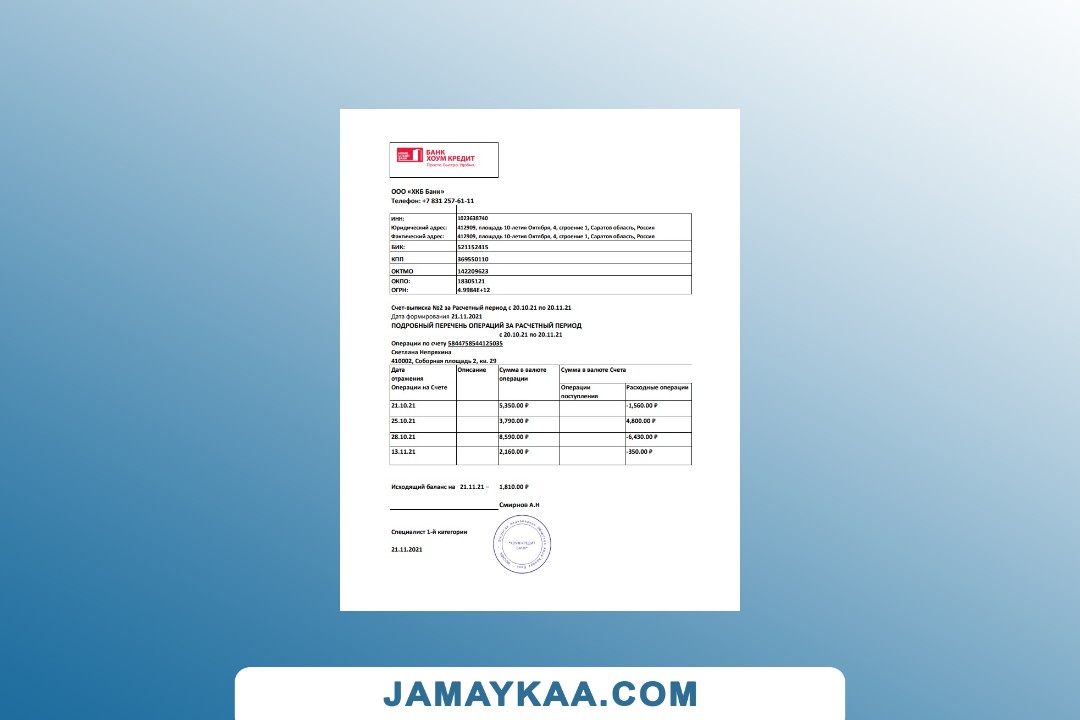 БАНК
ХОУМ КРЕДИТ
Просто. Быстро. Удобно.
ООО «ХКБ Банк»
Телефон: +7 831 257-61-11
ИНН: 1023638740
Юридический адрес: 412909, площадь 10-летия Октября, 4, строение 1, Саратов область, Россия
Фактический адрес: 412909, площадь 10-летия Октября, 4, строение 1, Саратов область, Россия
БИК: 521152415
КПП 369550110
ОКТМО 142209623
ОКПО: 18305121
ОГРН: 4.9984E+12
Счет-выписка №2 за Расчетный период с 20.10.21 по 20.11.21
Дата формирования 21.11.2021
ПОДРОБНЫЙ ПЕРЕЧЕНЬ ОПЕРАЦИЙ ЗА РАСЧЕТНЫЙ ПЕРИОД
с 20.10.21 по 20.11.21
Операции по счету 5844758544125035
Светлана Непряхина
410002, Соборная площадь 2, кв. 29
Дата Описание Сумма в валюте Сумма в валюте Счета
отражения операции
Операции на Счете Операции Расходные операции
поступления
21.10.21 5,350.00 ₽ -1,560.00 ₽
25.10.21 3,790.00 ₽ 4,800.00 ₽
28.10.21 8,590.00 ₽ -6,430.00 ₽
13.11.21 2,160.00 ₽ -350.00 ₽
Исходящий баланс на 21.11.21 – 1,810.00 ₽
Смирнов А.Н
Специалист 1-й категории
21.11.2021
JAMAYKAA.COM